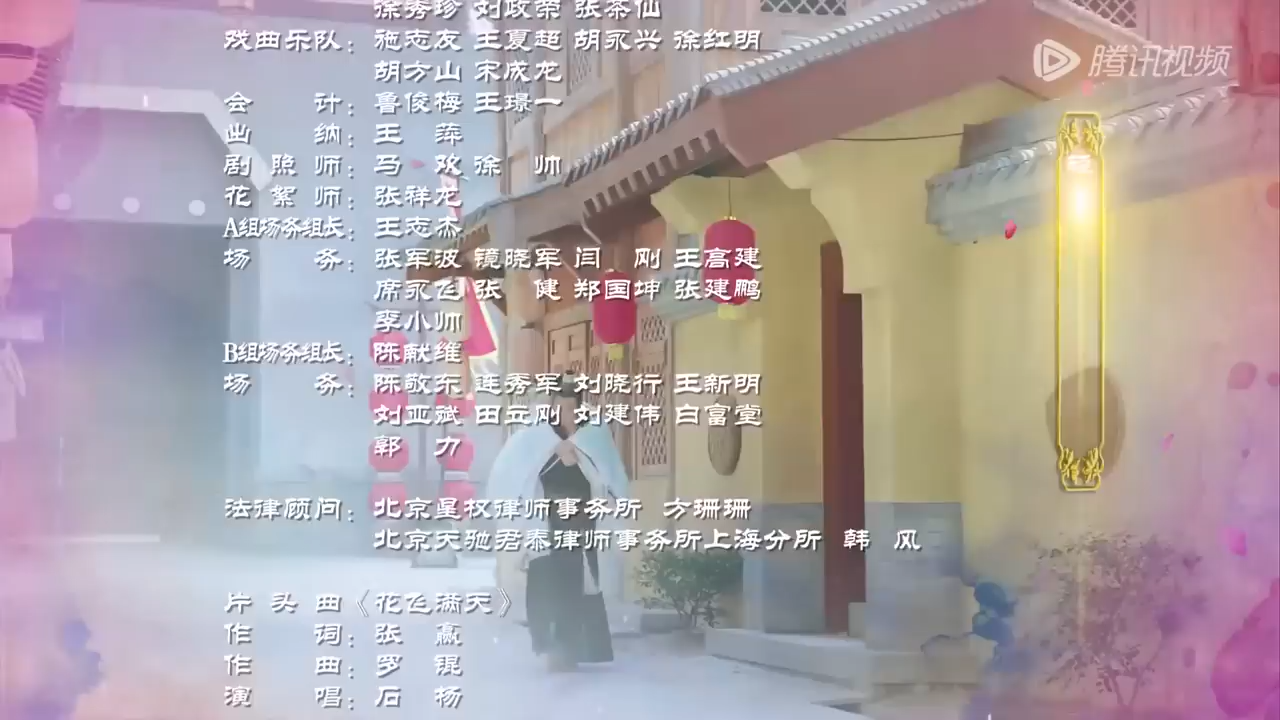 徐秀珍 刘政荣 张茶仙
腾讯视频
戏曲乐队：施志友 王夏超 胡永兴 徐红明
胡方山 宋成龙
会 计：鲁俊梅 王璟一
出 纳：王 萍
剧照师：马 欢 徐 帅
花絮师：张祥龙
A组场务组长：王志杰
场 务：张军波 镜晓军 闫 刚 王高建
席永飞 张 健 郑国坤 张建鹏
李小帅
B组场务组长：陈献维
场 务：陈敬东 连秀军 刘晓行 王新明
刘亚斌 田立刚 刘建伟 白富堂
郭 力
法律顾问：北京星权律师事务所 方珊珊
北京天驰君泰律师事务所上海分所 韩 风
片头曲《花飞满天》
作 词：张 赢
作 曲：罗 锟
演 唱：石 杨